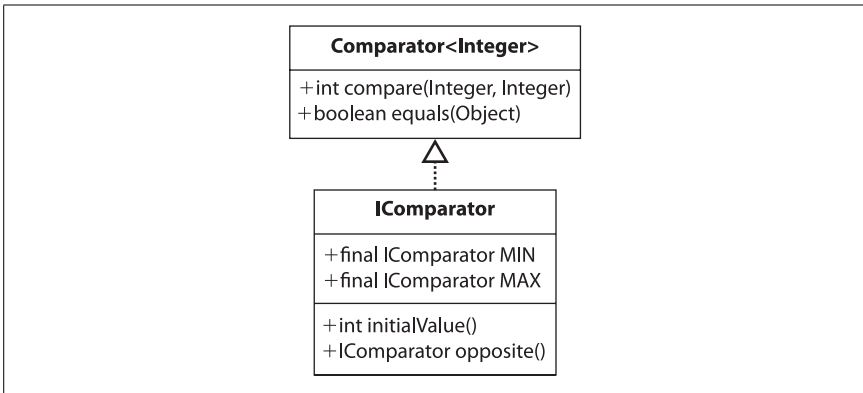 Comparator<Integer>
+int compare(Integer, Integer)
+boolean equals(Object)
IComparator
+final IComparator MIN
+final IComparator MAX
+int initialValue()
+IComparator opposite()